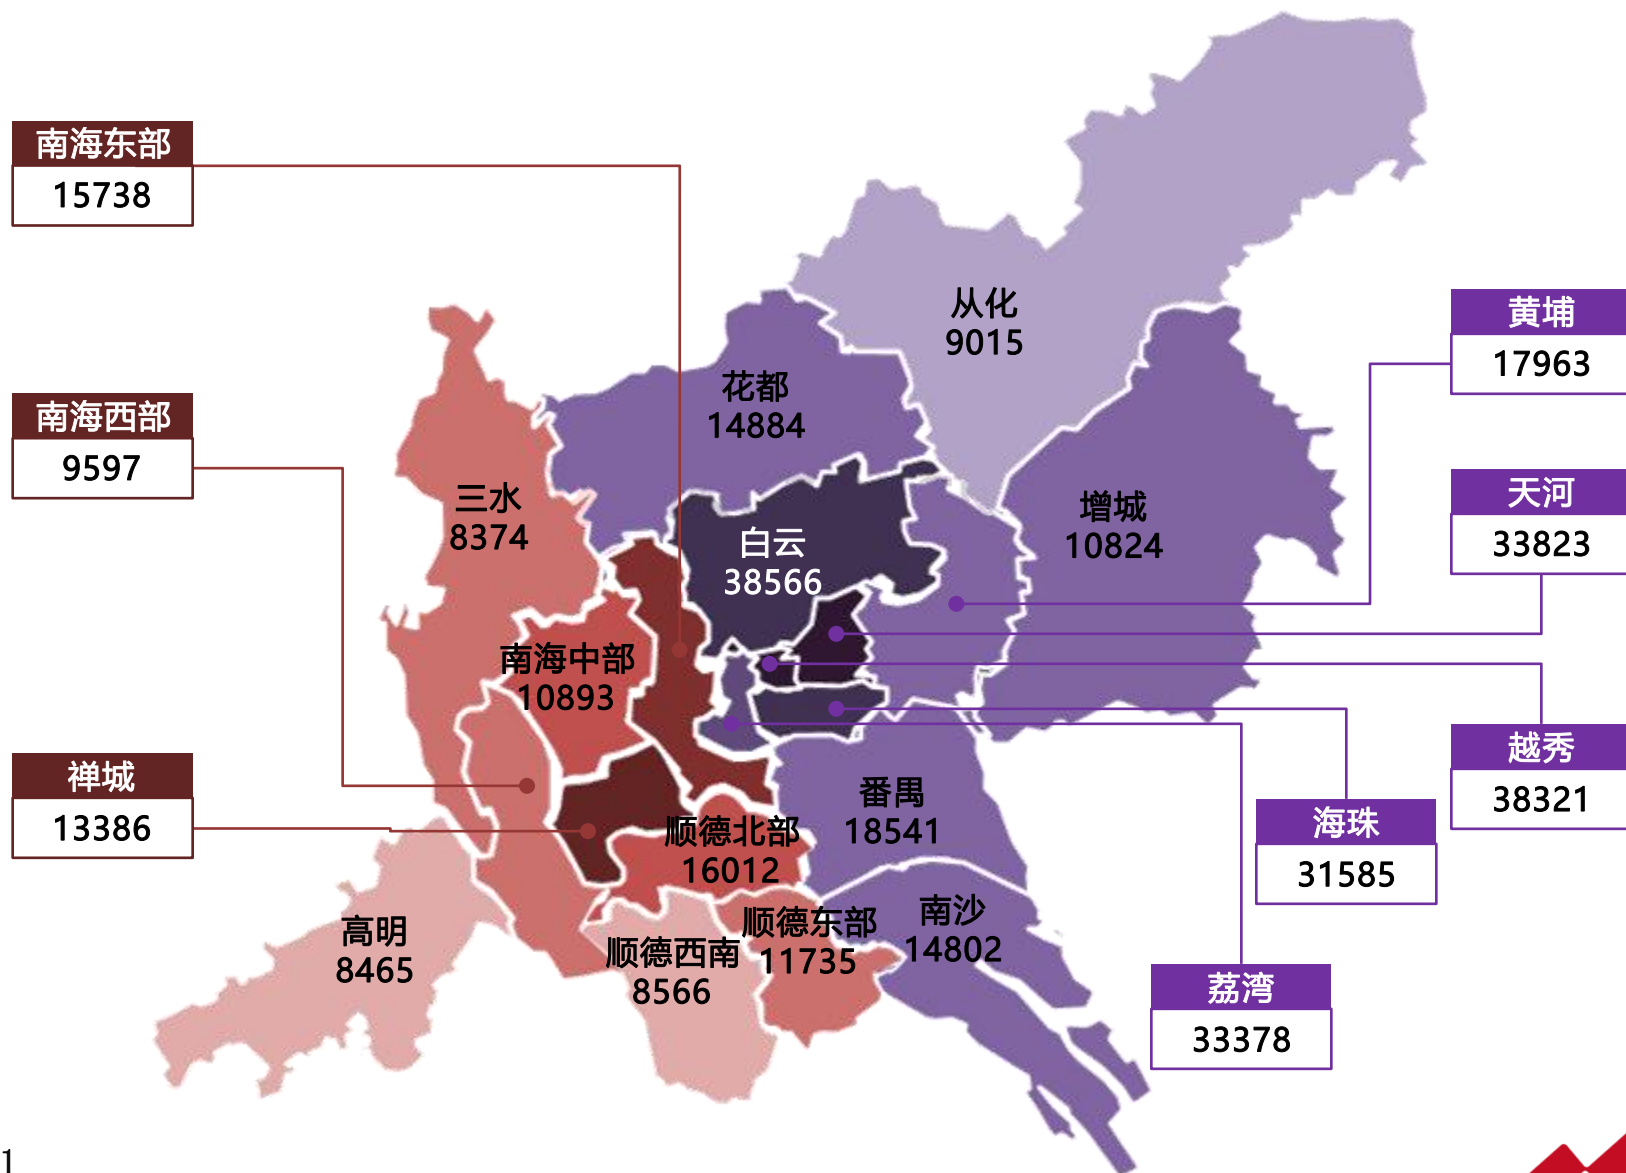 南海东部
15738
从化
9015
黄埔
17963
花都
14884
南海西部
9597
三水
8374
增城
10824
天河
33823
白云
38566
南海中部
10893
越秀
38321
禅城
13386
番禺
18541
海珠
31585
顺德北部
16012
南沙
14802
顺德东部
11735
高明
8465
顺德西南
8566
荔湾
33378
1